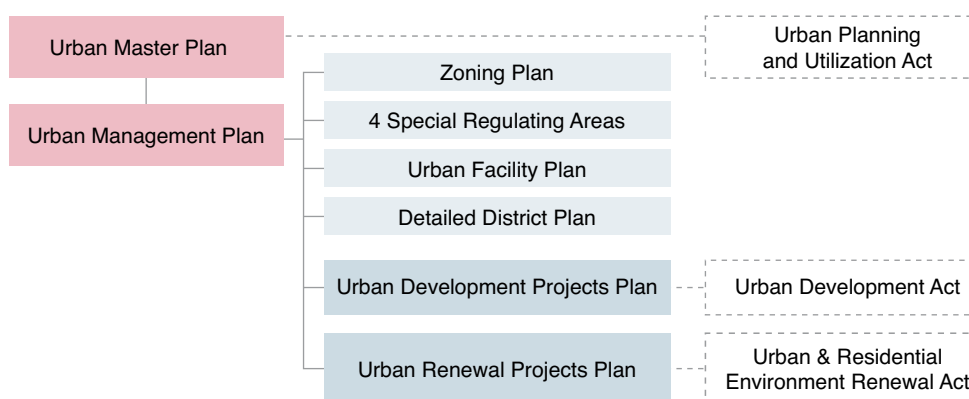 Urban Master Plan
Urban Planning
and Utilization Act
Zoning Plan
Urban Management Plan
4 Special Regulating Areas
Urban Facility Plan
Detailed District Plan
Urban Development Projects Plan
Urban Development Act
Urban Renewal Projects Plan
Urban & Residential
Environment Renewal Act